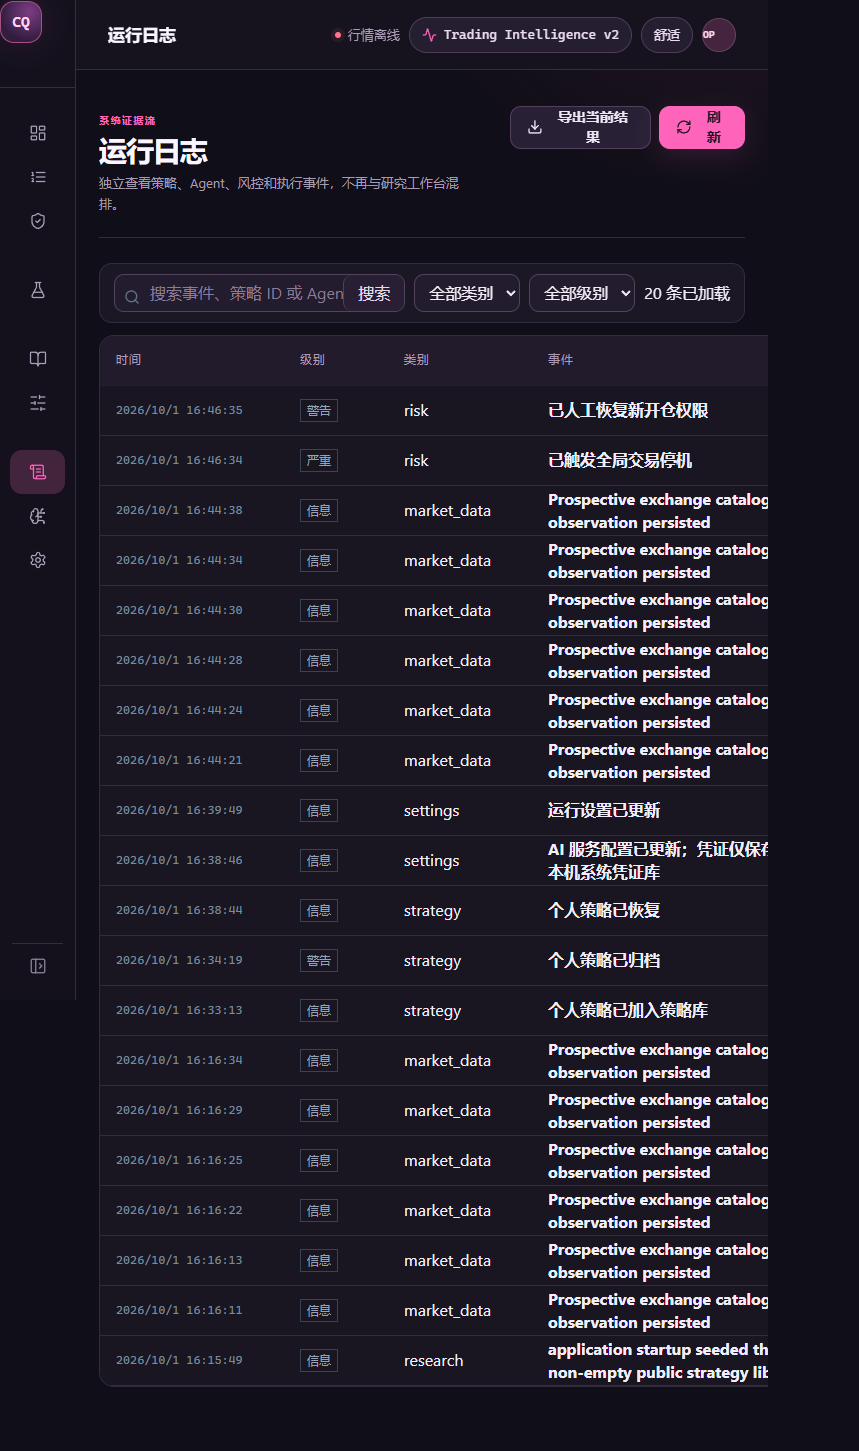 CQ
运行日志
行情离线
Trading Intelligence v2
舒适
OP
系统证据流
运行日志
独立查看策略、Agent、风控和执行事件，不再与研究工作台混
排。
导出当前结
果
刷
新
搜索事件、策略 ID 或 Agen
搜索
全部类别
全部级别
20 条已加载
时间 级别 类别 事件
2026/10/1 16:46:35 警告 risk 已人工恢复新开仓权限
2026/10/1 16:46:34 严重 risk 已触发全局交易停机
2026/10/1 16:44:38 信息 market_data Prospective exchange catalog
observation persisted
2026/10/1 16:44:34 信息 market_data Prospective exchange catalog
observation persisted
2026/10/1 16:44:30 信息 market_data Prospective exchange catalog
observation persisted
2026/10/1 16:44:28 信息 market_data Prospective exchange catalog
observation persisted
2026/10/1 16:44:24 信息 market_data Prospective exchange catalog
observation persisted
2026/10/1 16:44:21 信息 market_data Prospective exchange catalog
observation persisted
2026/10/1 16:39:49 信息 settings 运行设置已更新
2026/10/1 16:38:46 信息 settings AI 服务配置已更新；凭证仅保存
本机系统凭证库
2026/10/1 16:38:44 信息 strategy 个人策略已恢复
2026/10/1 16:34:19 警告 strategy 个人策略已归档
2026/10/1 16:33:13 信息 strategy 个人策略已加入策略库
2026/10/1 16:16:34 信息 market_data Prospective exchange catalog
observation persisted
2026/10/1 16:16:29 信息 market_data Prospective exchange catalog
observation persisted
2026/10/1 16:16:25 信息 market_data Prospective exchange catalog
observation persisted
2026/10/1 16:16:22 信息 market_data Prospective exchange catalog
observation persisted
2026/10/1 16:16:13 信息 market_data Prospective exchange catalog
observation persisted
2026/10/1 16:16:11 信息 market_data Prospective exchange catalog
observation persisted
2026/10/1 16:15:49 信息 research application startup seeded th
non-empty public strategy lib